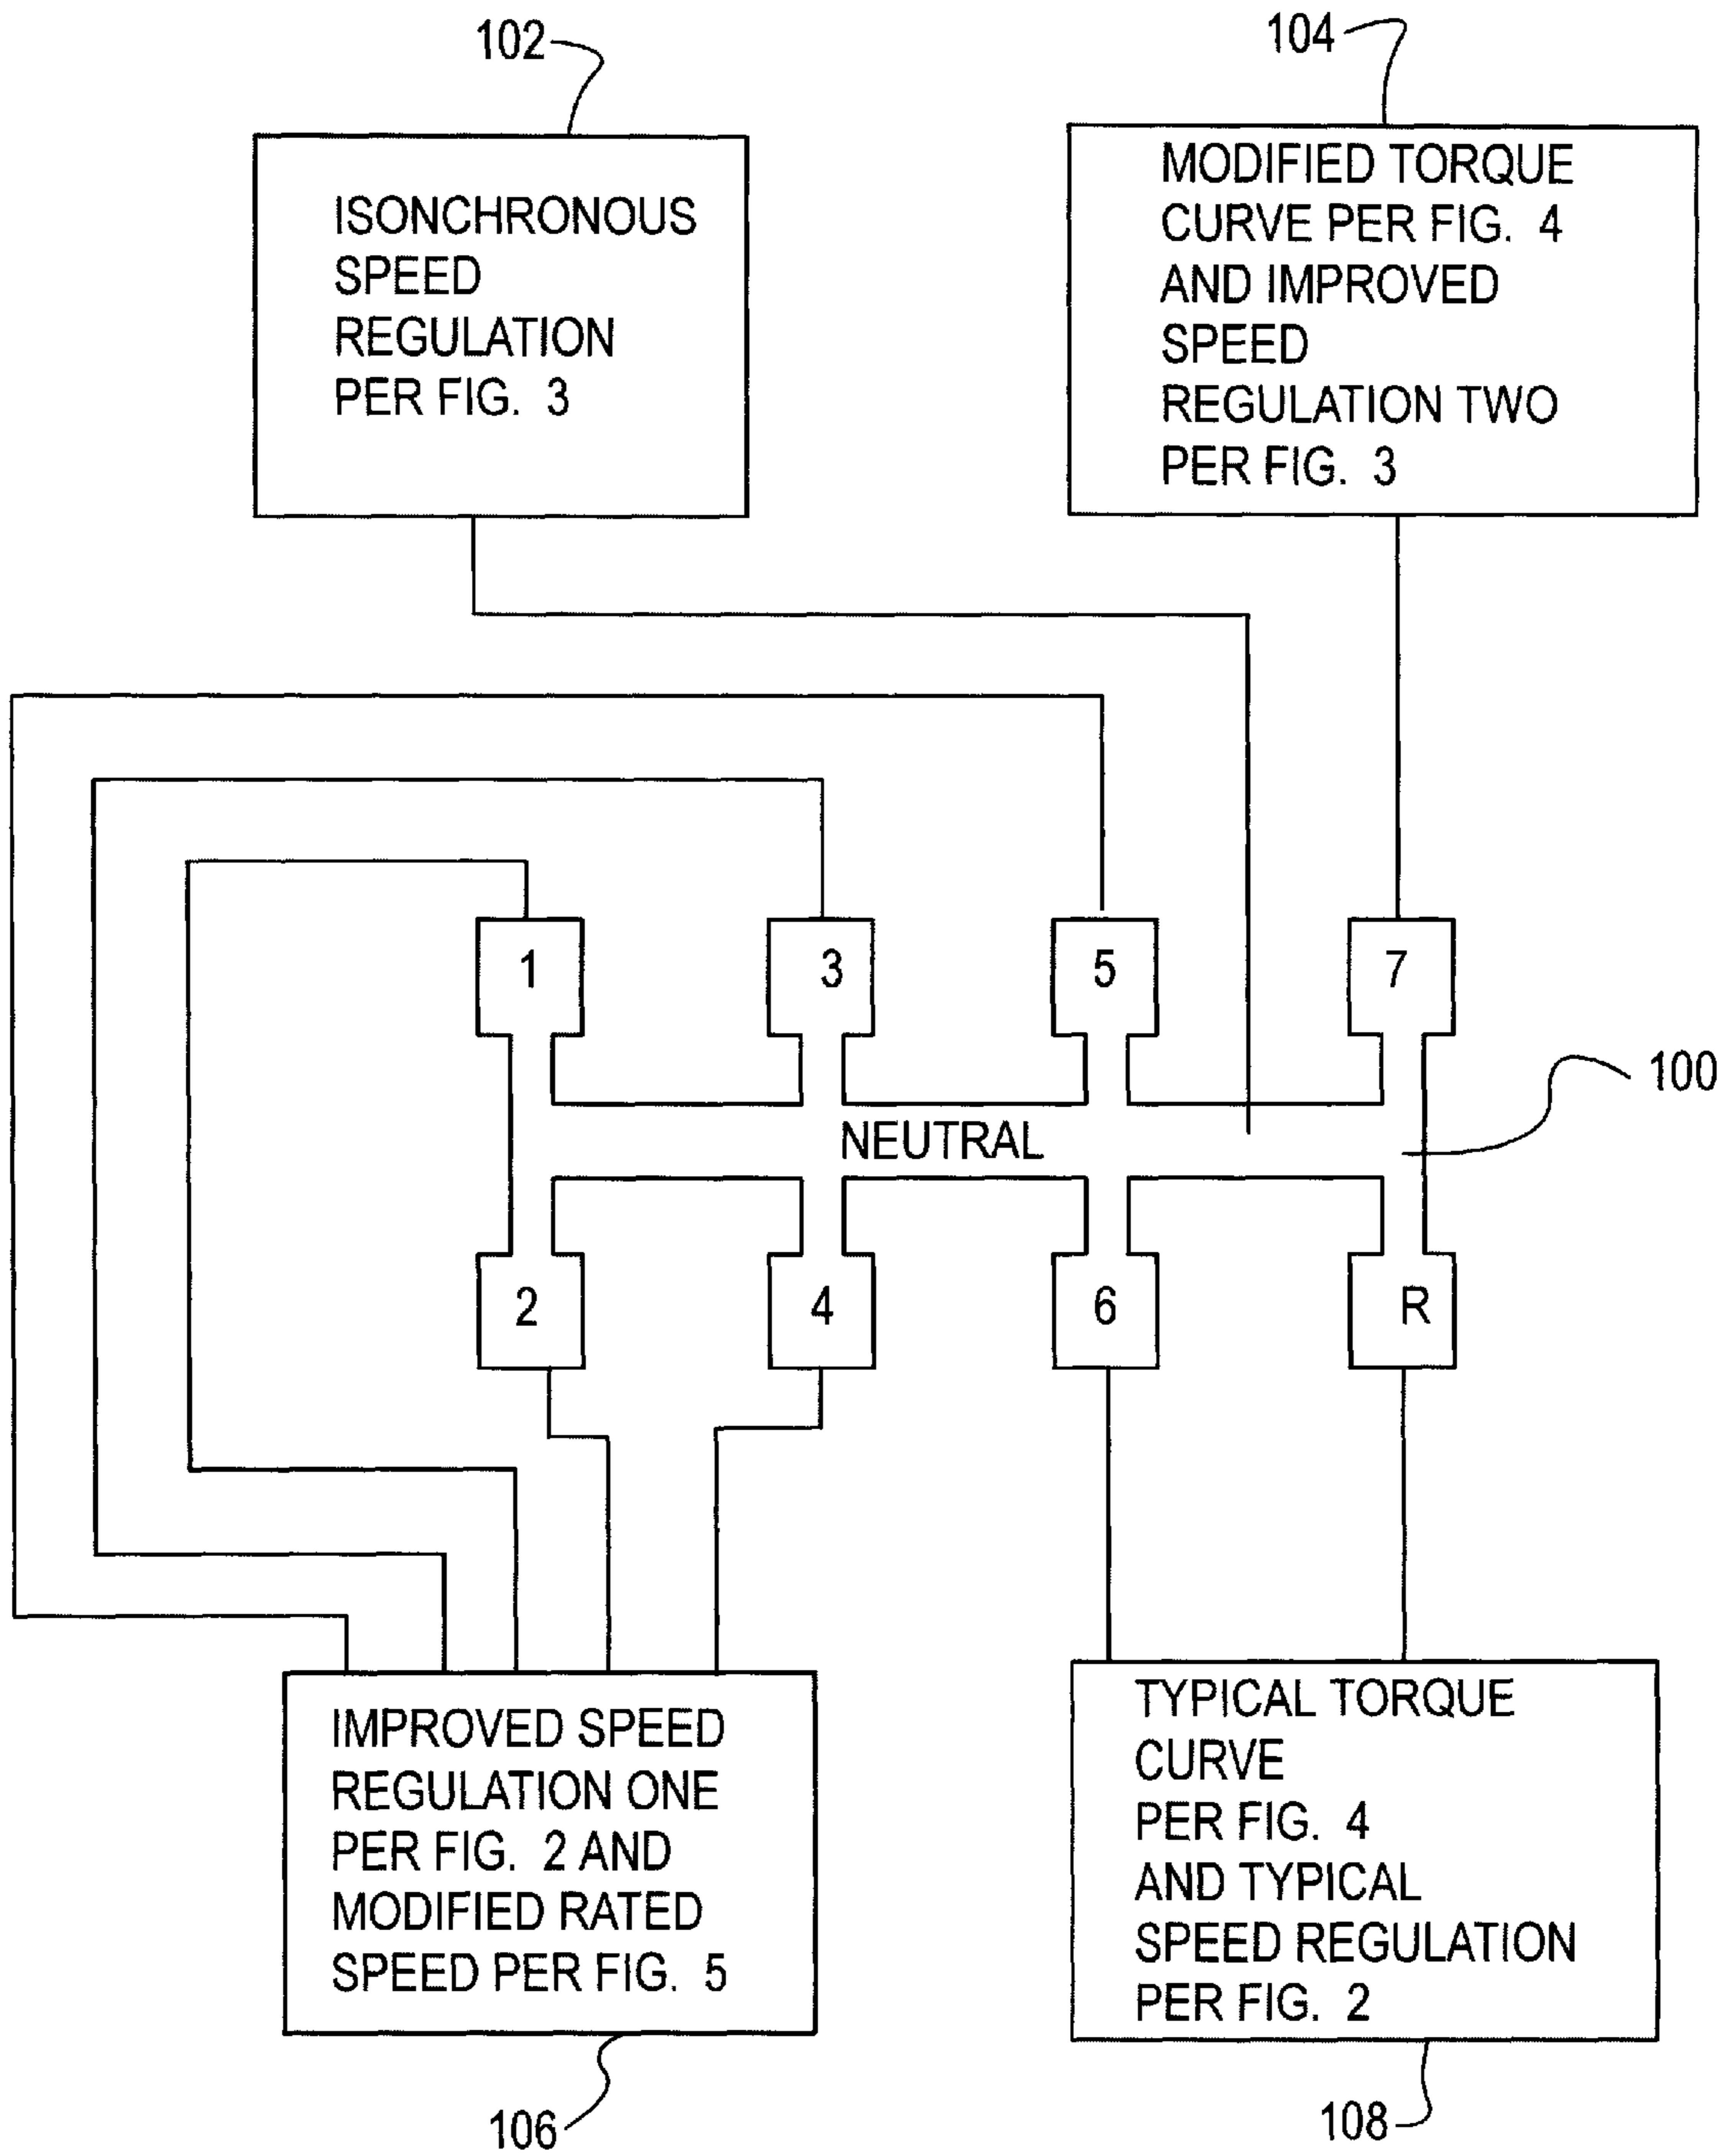 102
104
ISONCHRONOUS
SPEED
REGULATION
PER FIG. 3
MODIFIED TORQUE
CURVE PER FIG. 4
AND IMPROVED
SPEED
REGULATION TWO
PER FIG. 3
1
3
5
7
100
NEUTRAL
2
4
6
R
IMPROVED SPEED
REGULATION ONE
PER FIG. 2 AND
MODIFIED RATED
SPEED PER FIG. 5
TYPICAL TORQUE
CURVE
PER FIG. 4
AND TYPICAL
SPEED REGULATION
PER FIG. 2
106
108